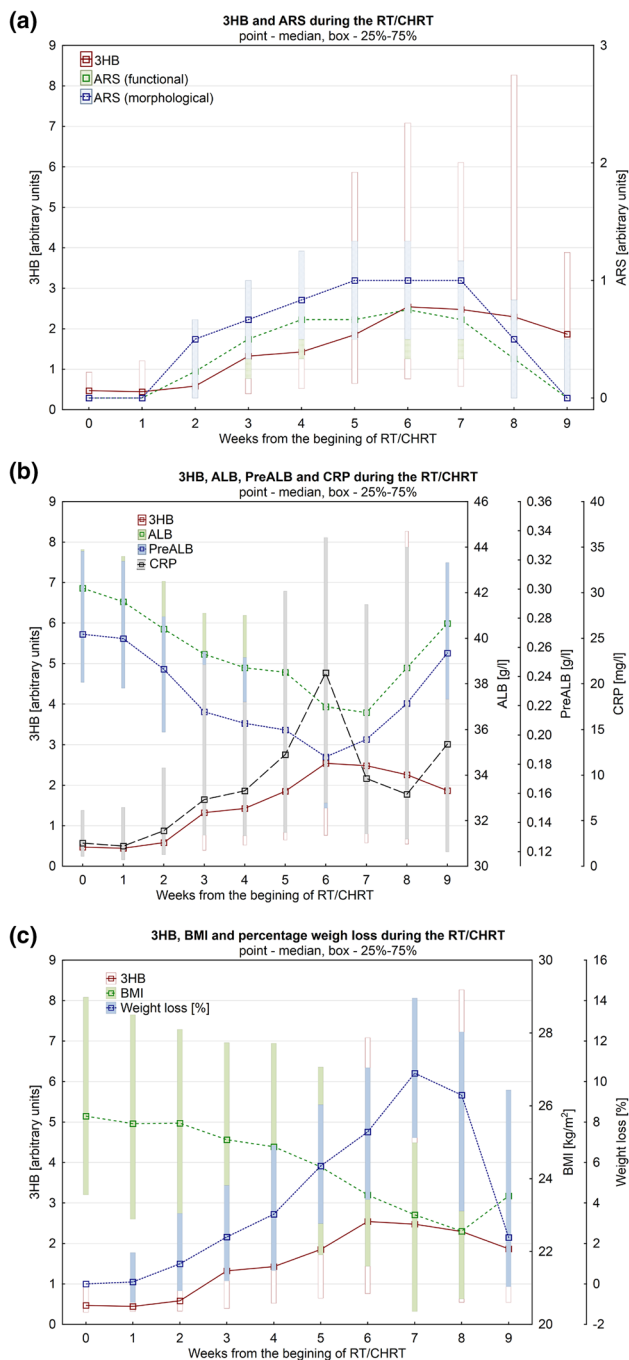 (a)
3HB and ARS during the RT/CHRT
point - median, box - 25%-75%
9 8 7 6 5 4 3 2 1 0
3HB [arbitrary units]
3HB
ARS (functional)
ARS (morphological)
3 2 1 0
ARS [arbitrary units]
0 1 2 3 4 5 6 7 8 9
Weeks from the begining of RT/CHRT
(b)
3HB, ALB, PreALB and CRP during the RT/CHRT
point - median, box - 25%-75%
9 8 7 6 5 4 3 2 1 0
3HB [arbitrary units]
3HB
ALB
PreALB
CRP
46 44 42 40 38 36 34 32 30
ALB [g/l]
0.36 0.34 0.32 0.30 0.28 0.26 0.24 0.22 0.20 0.18 0.16 0.14 0.12
PreALB [g/l]
40 35 30 25 20 15 10 5 0
CRP [mg/l]
0 1 2 3 4 5 6 7 8 9
Weeks from the begining of RT/CHRT
(c)
3HB, BMI and percentage weigh loss during the RT/CHRT
point - median, box - 25%-75%
9 8 7 6 5 4 3 2 1 0
3HB [arbitrary units]
3HB
BMI
Weight loss [%]
30 28 26 24 22 20
BMI [kg/m²]
16 14 12 10 8 6 4 2 0 -2
Weight loss [%]
0 1 2 3 4 5 6 7 8 9
Weeks from the begining of RT/CHRT